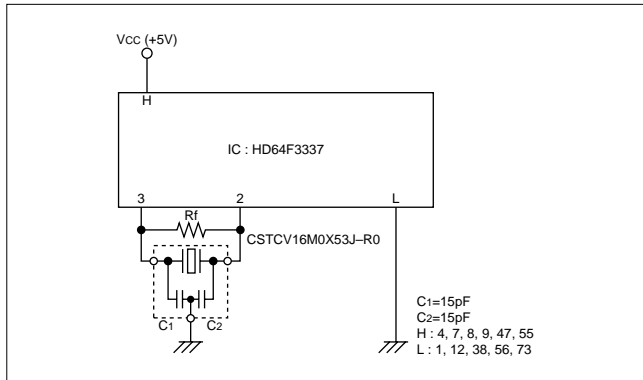 VCC (+5V)
H
IC : HD64F3337
3 2 L
Rf
CSTCV16M0X53J–R0
C1 C2
C1=15pF
C2=15pF
H : 4, 7, 8, 9, 47, 55
L : 1, 12, 38, 56, 73